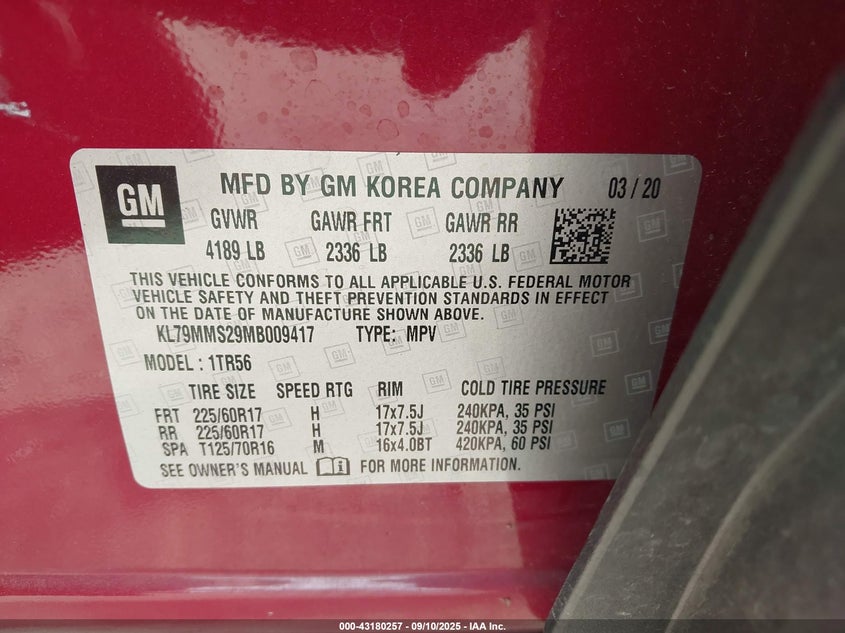 GM MFD BY GM KOREA COMPANY 03/20
GVWR GAWR FRT GAWR RR
4189 LB 2336 LB 2336 LB
THIS VEHICLE CONFORMS TO ALL APPLICABLE U.S. FEDERAL MOTOR
VEHICLE SAFETY AND THEFT PREVENTION STANDARDS IN EFFECT
ON THE DATE OF MANUFACTURE SHOWN ABOVE.
KL79MMS29MB009417 TYPE: MPV
MODEL : 1TR56
TIRE SIZE SPEED RTG RIM COLD TIRE PRESSURE
FRT 225/60R17 H 17x7.5J 240KPA, 35 PSI
RR 225/60R17 H 17x7.5J 240KPA, 35 PSI
SPA T125/70R16 M 16x4.0BT 420KPA, 60 PSI
SEE OWNER'S MANUAL FOR MORE INFORMATION.
000-43180257 - 09/10/2025 - IAA Inc.